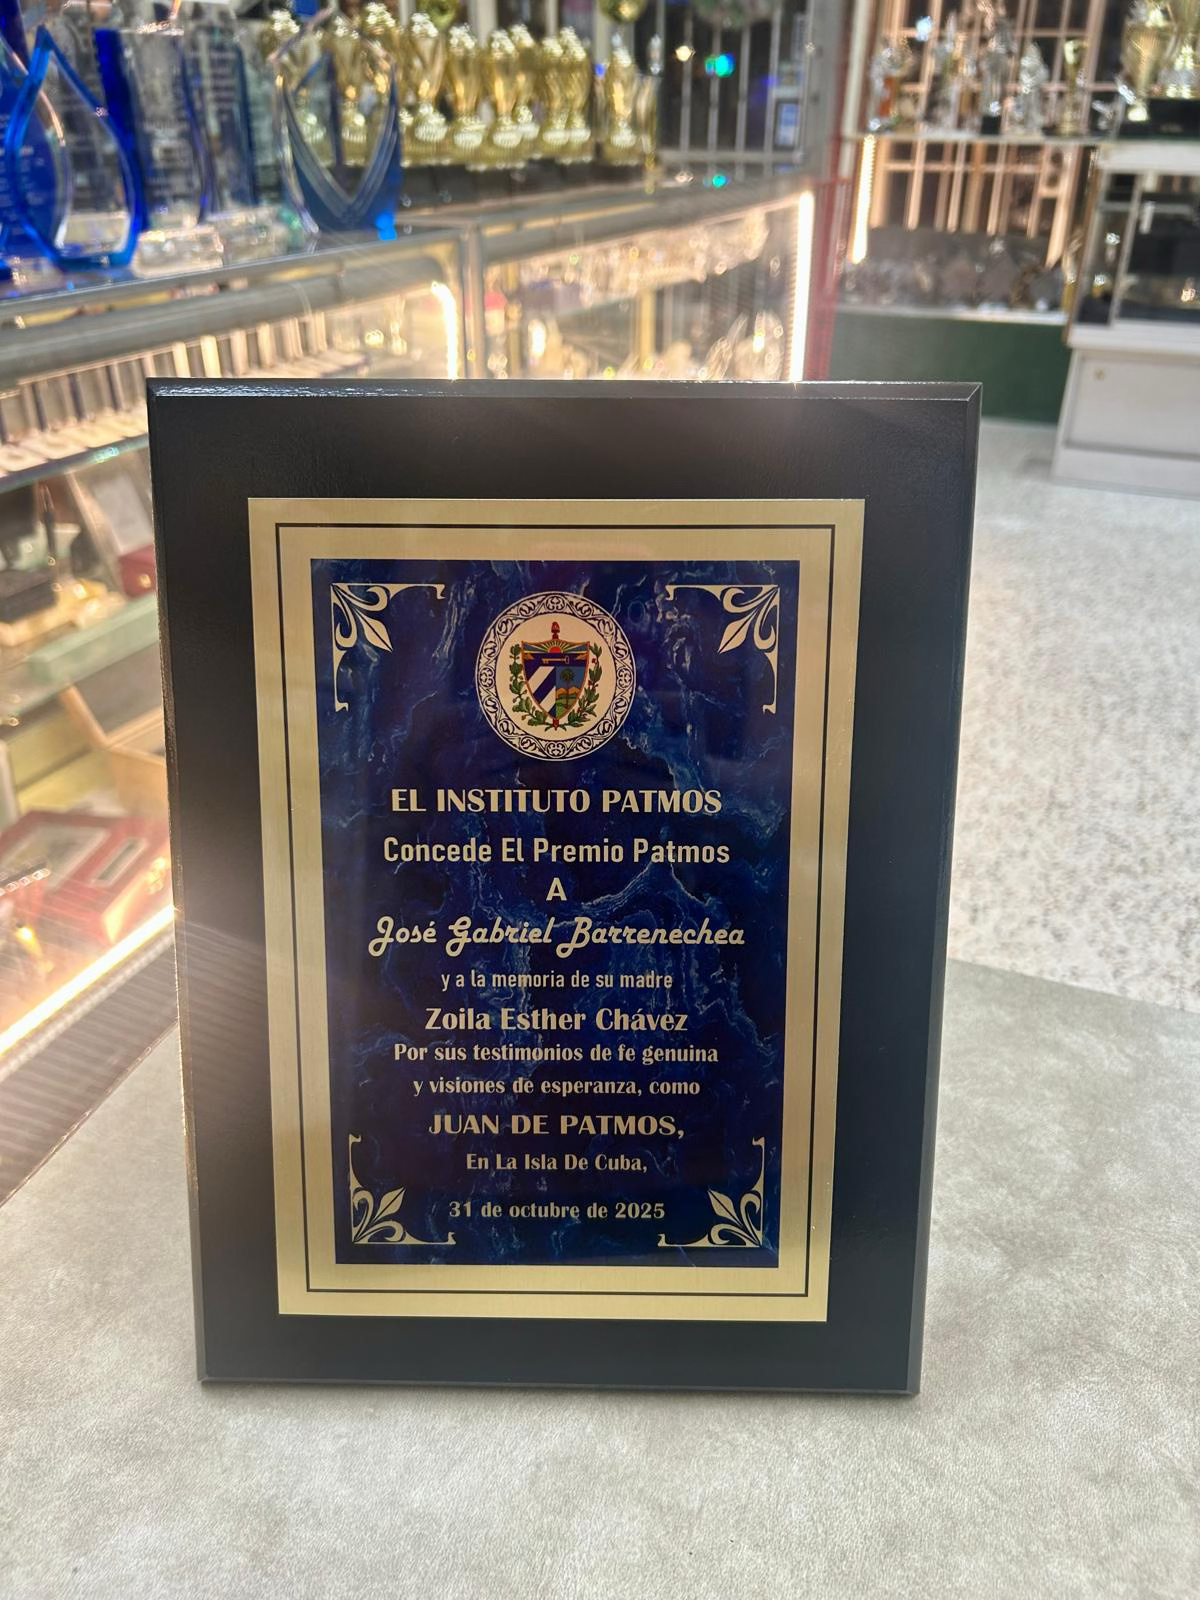 EL INSTITUTO PATMOS
Concede El Premio Patmos
A
José Gabriel Barrenechea
y a la memoria de su madre
Zoila Esther Chávez
Por sus testimonios de fe genuina
y visiones de esperanza, como
JUAN DE PATMOS,
En La Isla De Cuba,
31 de octubre de 2025